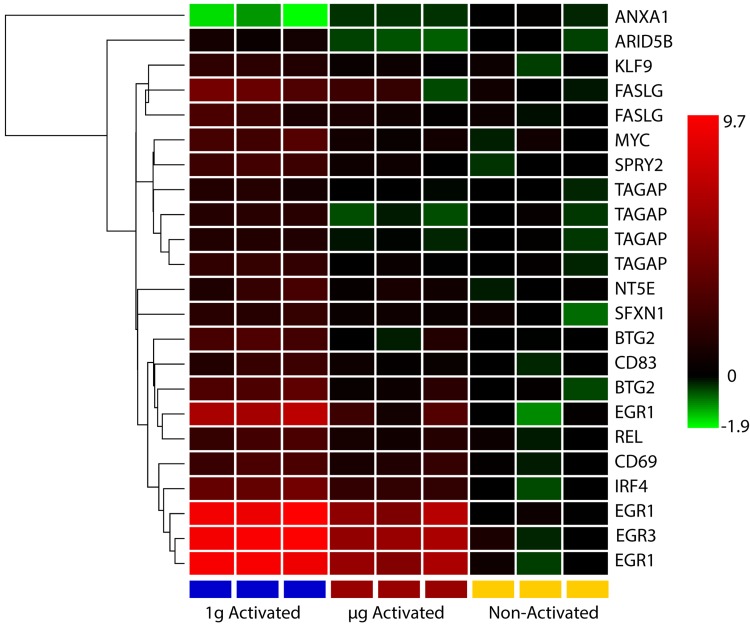 ANXA1
ARID5B
KLF9
FASLG
FASLG
MYC
SPRY2
TAGAP
TAGAP
TAGAP
TAGAP
NT5E
SFXN1
BTG2
CD83
BTG2
EGR1
REL
CD69
IRF4
EGR1
EGR3
EGR1
9.7
0
-1.9
1g Activated
µg Activated
Non-Activated